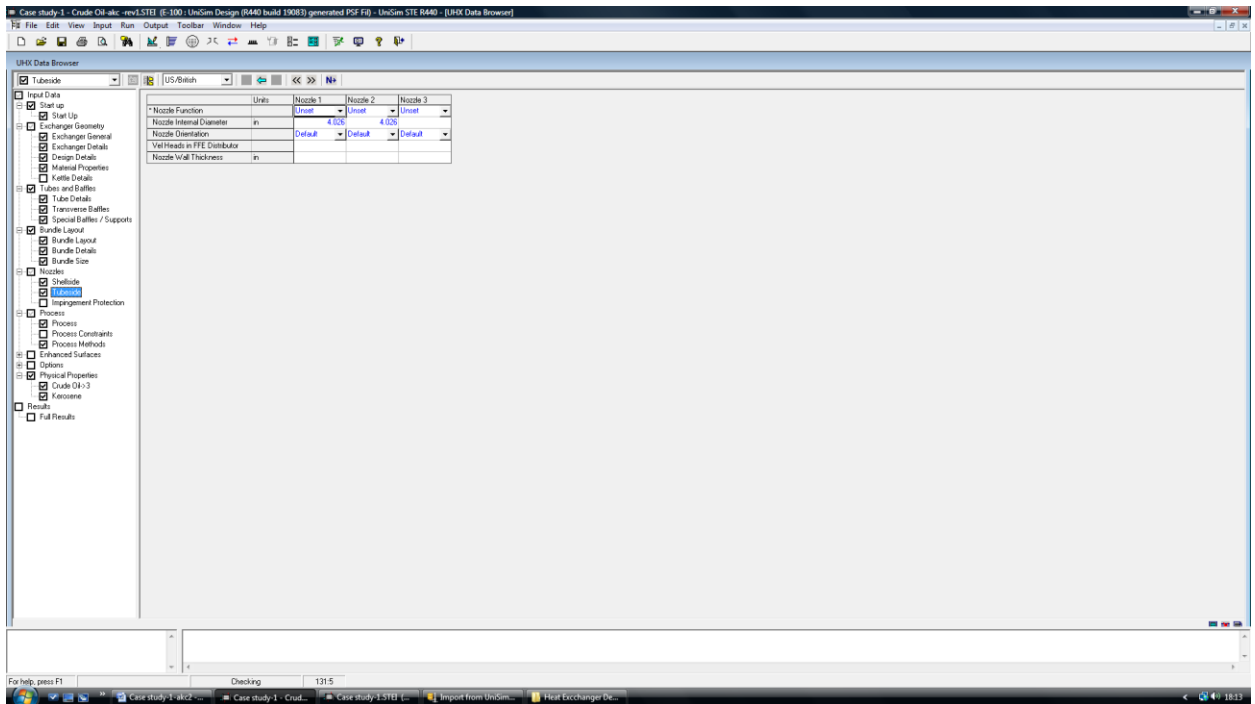 Case study-1 - Crude Oil-akc -rev1.STEI (E-100 : UniSim Design (R440 build 19083) generated PSF Fil) - UniSim STE R440 - [UHX Data Browser]
File Edit View Input Run Output Toolbar Window Help
UHX Data Browser
Tubeside US/British N+
Input Data
Start up
Start Up
Exchanger Geometry
Exchanger General
Exchanger Details
Design Details
Material Properties
Kettle Details
Tubes and Baffles
Tube Details
Transverse Baffles
Special Baffles / Supports
Bundle Layout
Bundle Layout
Bundle Details
Bundle Size
Nozzles
Shellside
Tubeside
Impingement Protection
Process
Process
Process Constraints
Process Methods
Enhanced Surfaces
Options
Physical Properties
Crude Oil->3
Kerosene
Results
Full Results
Units Nozzle 1 Nozzle 2 Nozzle 3
* Nozzle Function Unset Unset Unset
Nozzle Internal Diameter in 4.026 4.026
Nozzle Orientation Default Default Default
Vel Heads in FFE Distributor
Nozzle Wall Thickness in
For help, press F1 Checking 131:5
Case study-1-akc2 -... Case study-1 - Crud... Case study-1.STEI (... Import from UniSim... Heat Excchanger De... 18:13